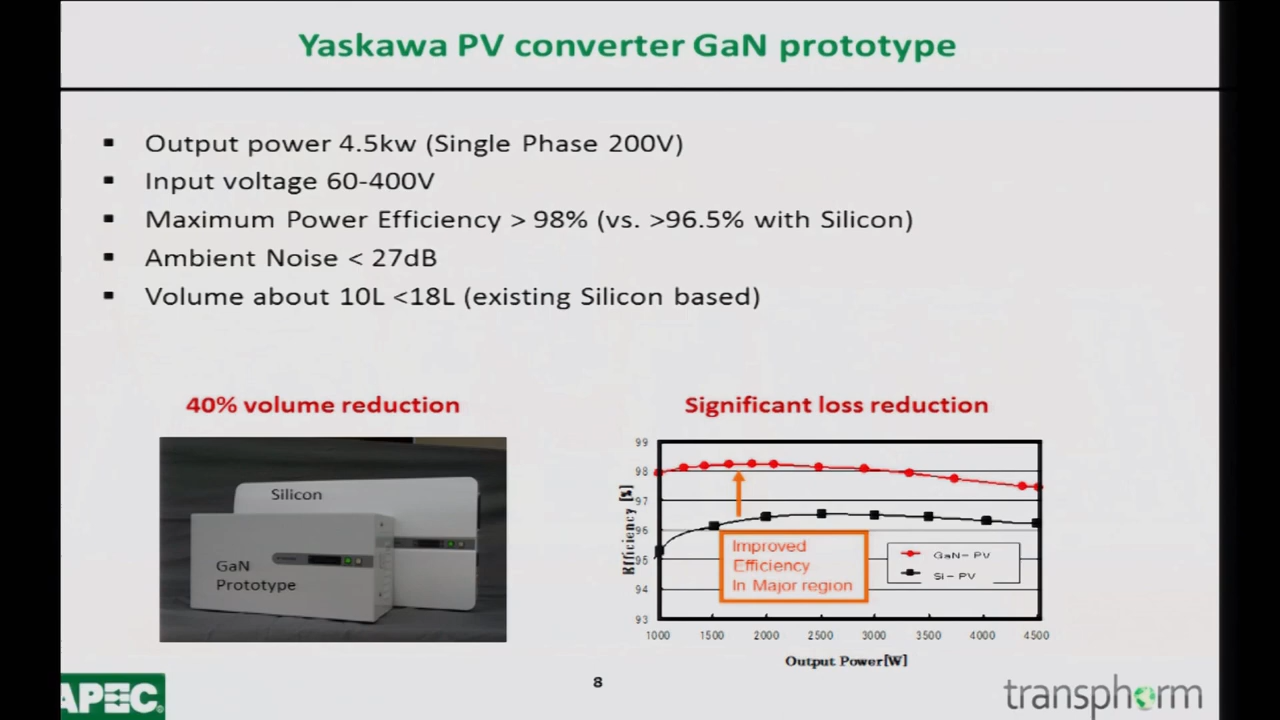 Yaskawa PV converter GaN prototype
▪ Output power 4.5kw (Single Phase 200V)
▪ Input voltage 60-400V
▪ Maximum Power Efficiency > 98% (vs. >96.5% with Silicon)
▪ Ambient Noise < 27dB
▪ Volume about 10L <18L (existing Silicon based)
40% volume reduction
Silicon
GaN
Prototype
Significant loss reduction
Efficiency [%]
99
98
97
96
95
94
93
Improved
Efficiency
In Major region
GaN-PV
Si-PV
1000 1500 2000 2500 3000 3500 4000 4500
Output Power[W]
APEC
8
transphorm